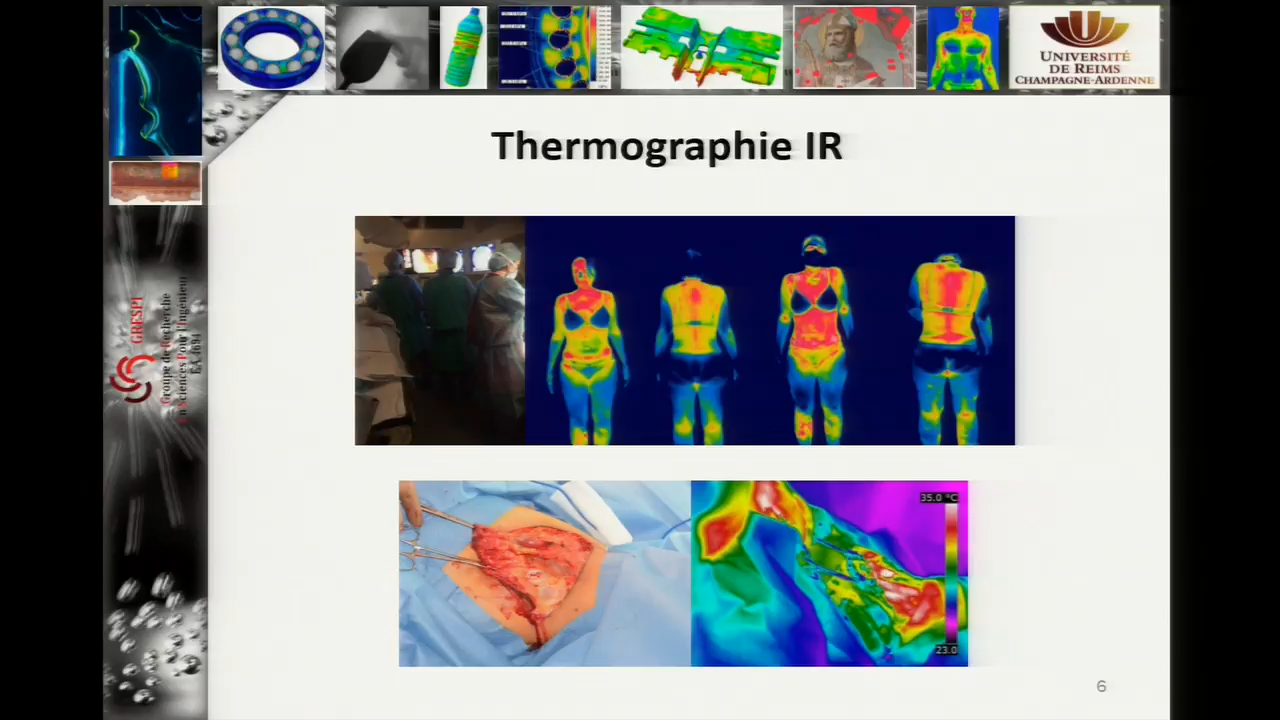 UNIVERSITÉ
DE REIMS
CHAMPAGNE-ARDENNE
Thermographie IR
GRESPI
Groupe de Recherche
En Sciences Pour l'Ingénieur
EA 4694
35.0 °C
23.0
6